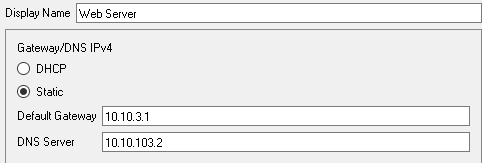 Display Name Web Server
Gateway/DNS IPv4
DHCP
Static
Default Gateway 10.10.3.1
DNS Server 10.10.103.2